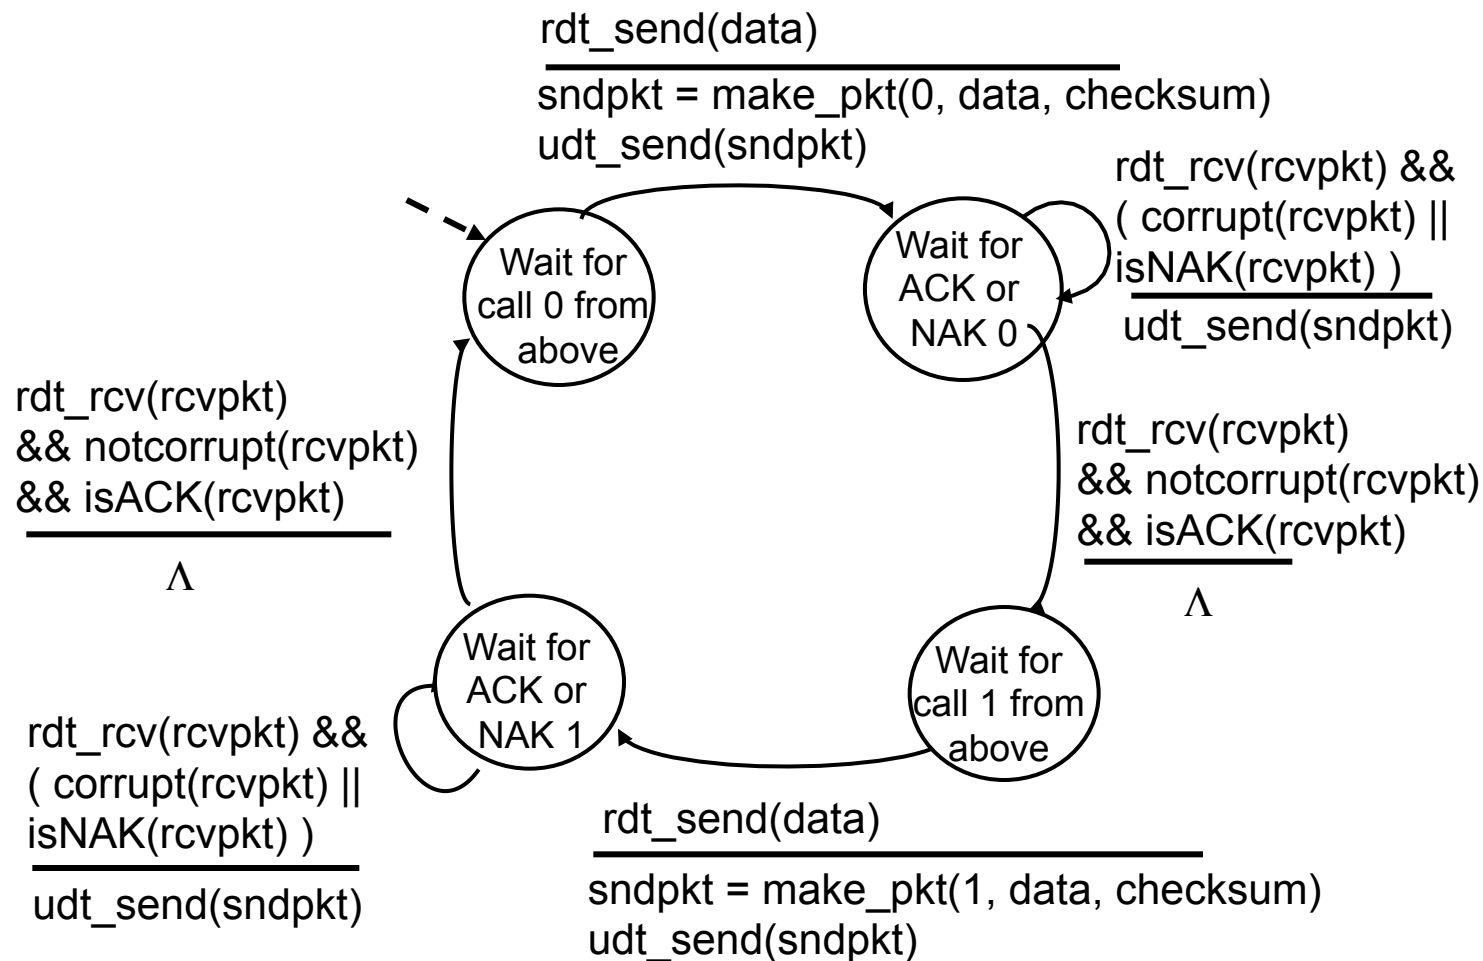 rdt_send(data)
sndpkt = make_pkt(0, data, checksum)
udt_send(sndpkt)
rdt_rcv(rcvpkt) &&
( corrupt(rcvpkt) ||
isNAK(rcvpkt) )
udt_send(sndpkt)
Wait for
call 0 from
above
Wait for
ACK or
NAK 0
rdt_rcv(rcvpkt)
&& notcorrupt(rcvpkt)
&& isACK(rcvpkt)
Λ
rdt_rcv(rcvpkt)
&& notcorrupt(rcvpkt)
&& isACK(rcvpkt)
Λ
Wait for
ACK or
NAK 1
Wait for
call 1 from
above
rdt_rcv(rcvpkt) &&
( corrupt(rcvpkt) ||
isNAK(rcvpkt) )
udt_send(sndpkt)
rdt_send(data)
sndpkt = make_pkt(1, data, checksum)
udt_send(sndpkt)